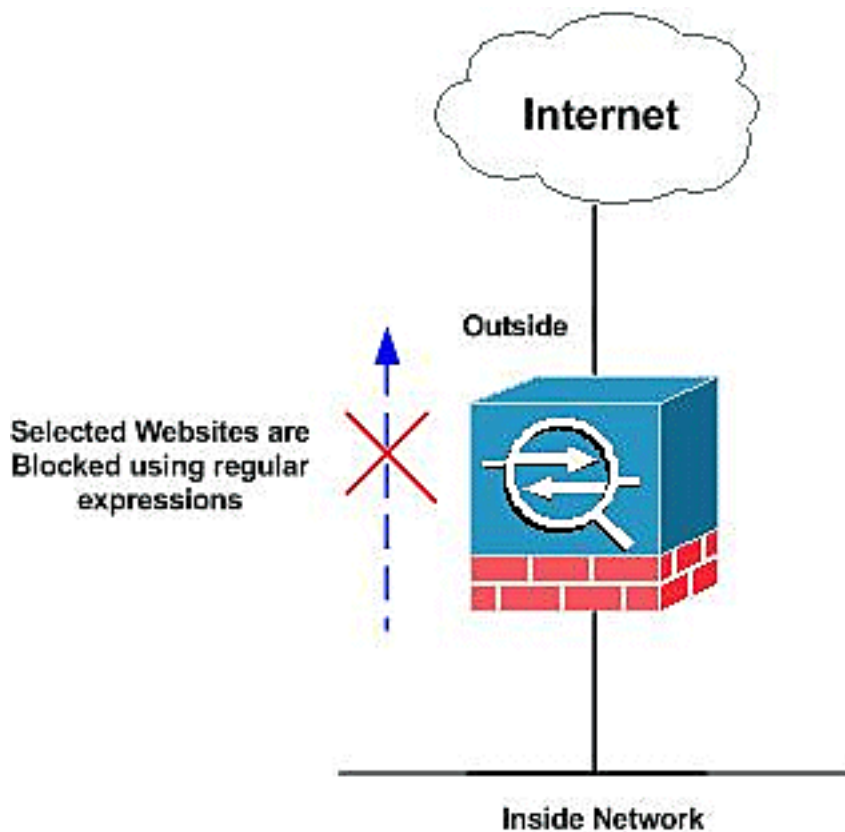 Internet
Outside
Selected Websites are
Blocked using regular
expressions
Inside Network